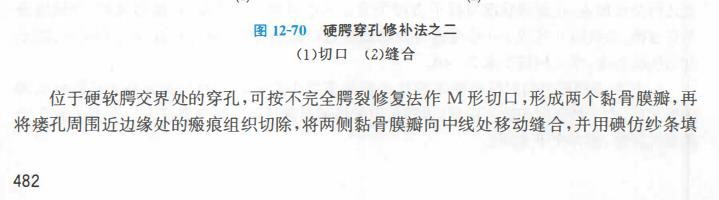 图 12-70 硬腭穿孔修补法之二
(1)切口 (2)缝合
位于硬软腭交界处的穿孔,可按不完全腭裂修复法作 M 形切口,形成两个黏骨膜瓣,再
将瘘孔周围近边缘处的瘢痕组织切除,将两侧黏骨膜瓣向中线处移动缝合,并用碘仿纱条填
482